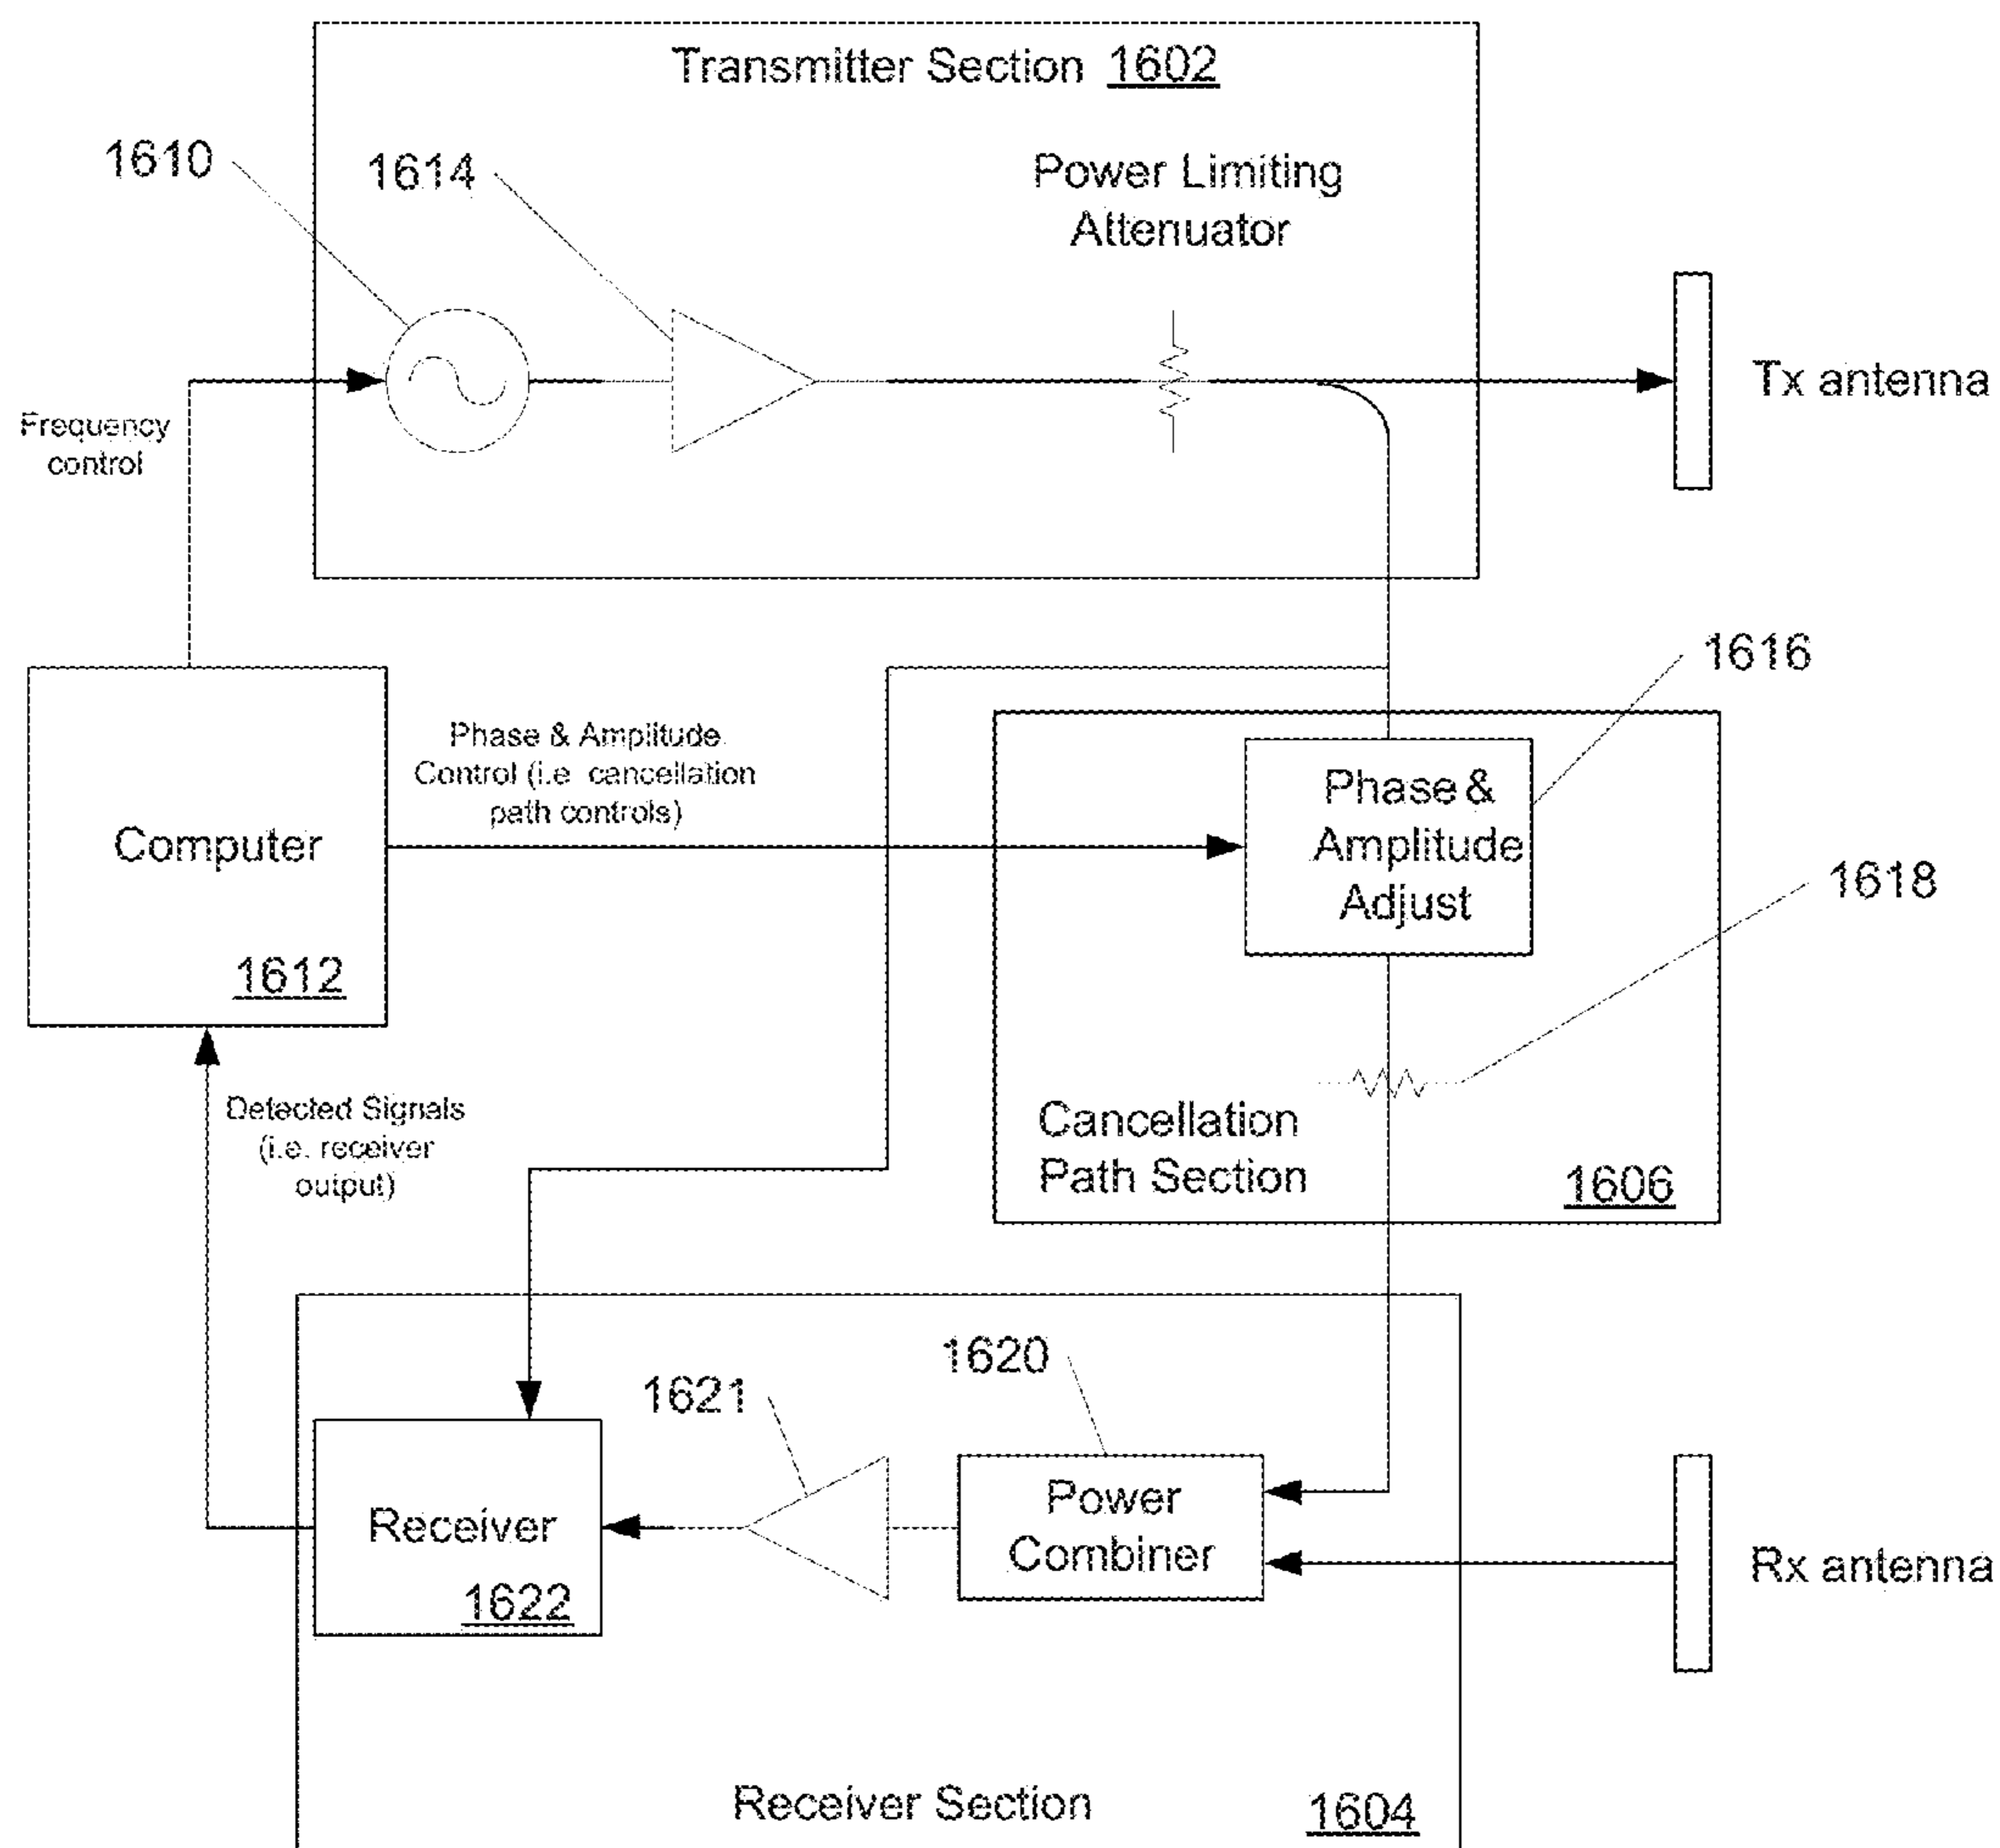 Transmitter Section 1602
1610
1614
Power Limiting
Attenuator
Tx antenna
Frequency
control
1616
Phase & Amplitude
Control (i.e. cancellation
path controls)
Phase &
Amplitude
Adjust
Computer
1612
1618
Detected Signals
(i.e. receiver
output)
Cancellation
Path Section
1606
1620
1621
Power
Combiner
Receiver
1622
Rx antenna
Receiver Section
1604